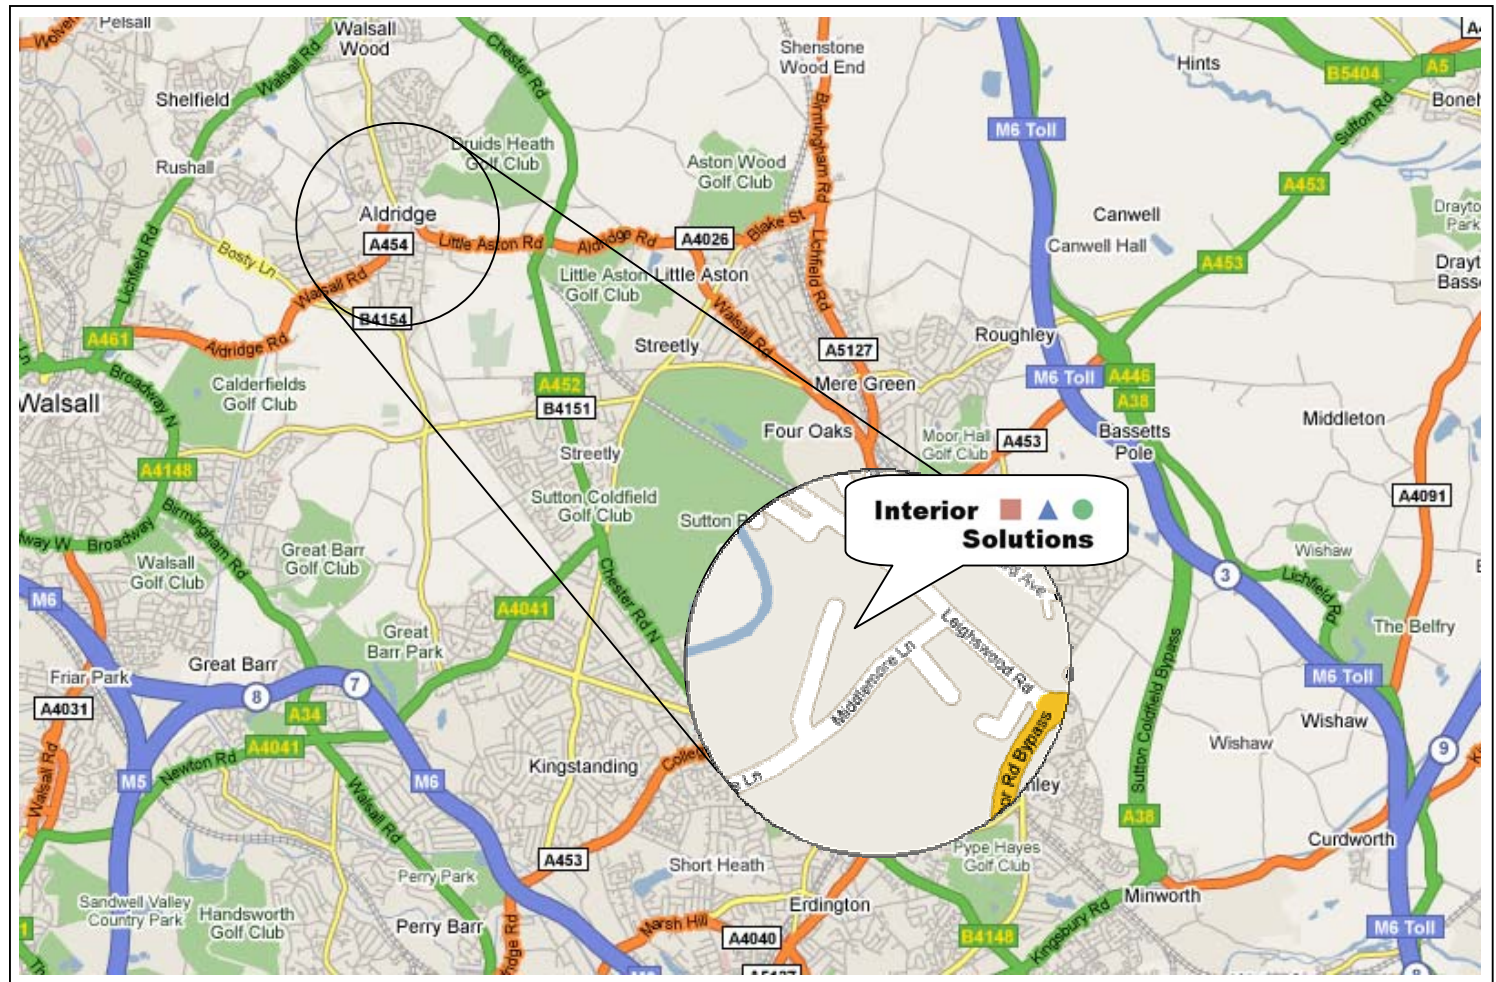 Pelsall
Walsall
Wood
Chester Rd
Walsall Rd
Shelfield
Rushall
Druids Heath
Golf Club
Shenstone
Wood End
Birmingham Rd
Aston Wood
Golf Club
M6 Toll
Hints
B5404
A5
Sutton Rd
A453
Canwell
Canwell Hall
A453
Aldridge
A454
Little Aston Rd
Aldridge Rd
A4026
Blake St
Lichfield Rd
Lichfield Rd
Bosty Ln
Walsall Rd
B4154
Little Aston
Golf Club
Little Aston
Walsall Rd
A461
Aldridge Rd
Streetly
A5127
Roughley
Broadway N
Calderfields
Golf Club
Walsall
A452
B4151
Mere Green
M6 Toll
A446
A38
Middleton
Four Oaks
Moor Hall
Golf Club
A453
Bassetts
Pole
A4148
Streetly
Sutton Coldfield
Golf Club
A4091
Interior
Solutions
Birmingham Rd
Broadway
Walsall
Golf Club
Great Barr
Golf Club
Chester Rd N
Wishaw
3
Lichfield Rd
M6
A4041
Great
Barr Park
Leighswood Rd
Middlemore Ln
The Belfry
Friar Park
Great Barr
8
7
M6 Toll
A4031
A34
Sutton Coldfield Bypass
Wishaw
Wishaw
9
A4041
Newton Rd
Walsall Rd
Walsall Rd
M5
M6
Kingstanding
Ln
or Rd Bypass
A38
Curdworth
A453
Short Heath
Pype Hayes
Golf Club
Perry Park
Minworth
Sandwell Valley
Country Park
Handsworth
Golf Club
Perry Barr
Erdington
Marsh Hill
A4040
B4148
Kingsbury Rd
M6 Toll
A5127